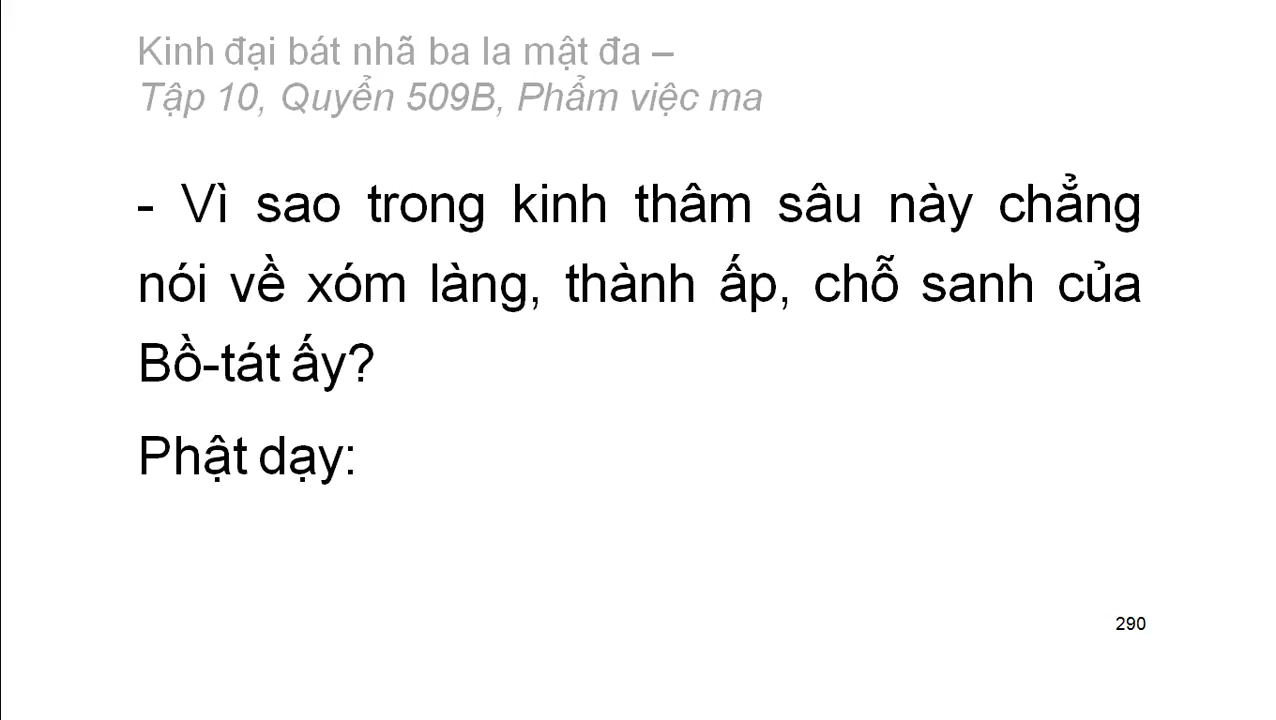 Kinh đại bát nhã ba la mật đa –
Tập 10, Quyển 509B, Phẩm việc ma
- Vì sao trong kinh thâm sâu này chẳng
nói về xóm làng, thành ấp, chỗ sanh của
Bồ-tát ấy?
Phật dạy:
290